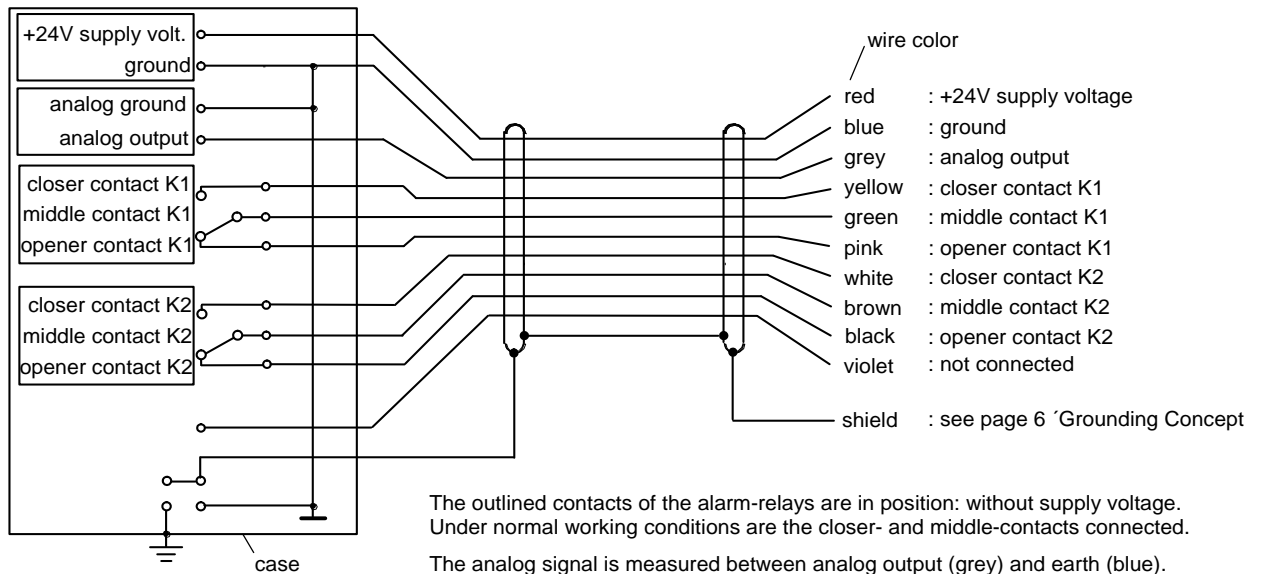 +24V supply volt.
ground
analog ground
analog output
closer contact K1
middle contact K1
opener contact K1
closer contact K2
middle contact K2
opener contact K2
case
wire color
red : +24V supply voltage
blue : ground
grey : analog output
yellow : closer contact K1
green : middle contact K1
pink : opener contact K1
white : closer contact K2
brown : middle contact K2
black : opener contact K2
violet : not connected
shield : see page 6 ´Grounding Concept
The outlined contacts of the alarm-relays are in position: without supply voltage.
Under normal working conditions are the closer- and middle-contacts connected.
The analog signal is measured between analog output (grey) and earth (blue).